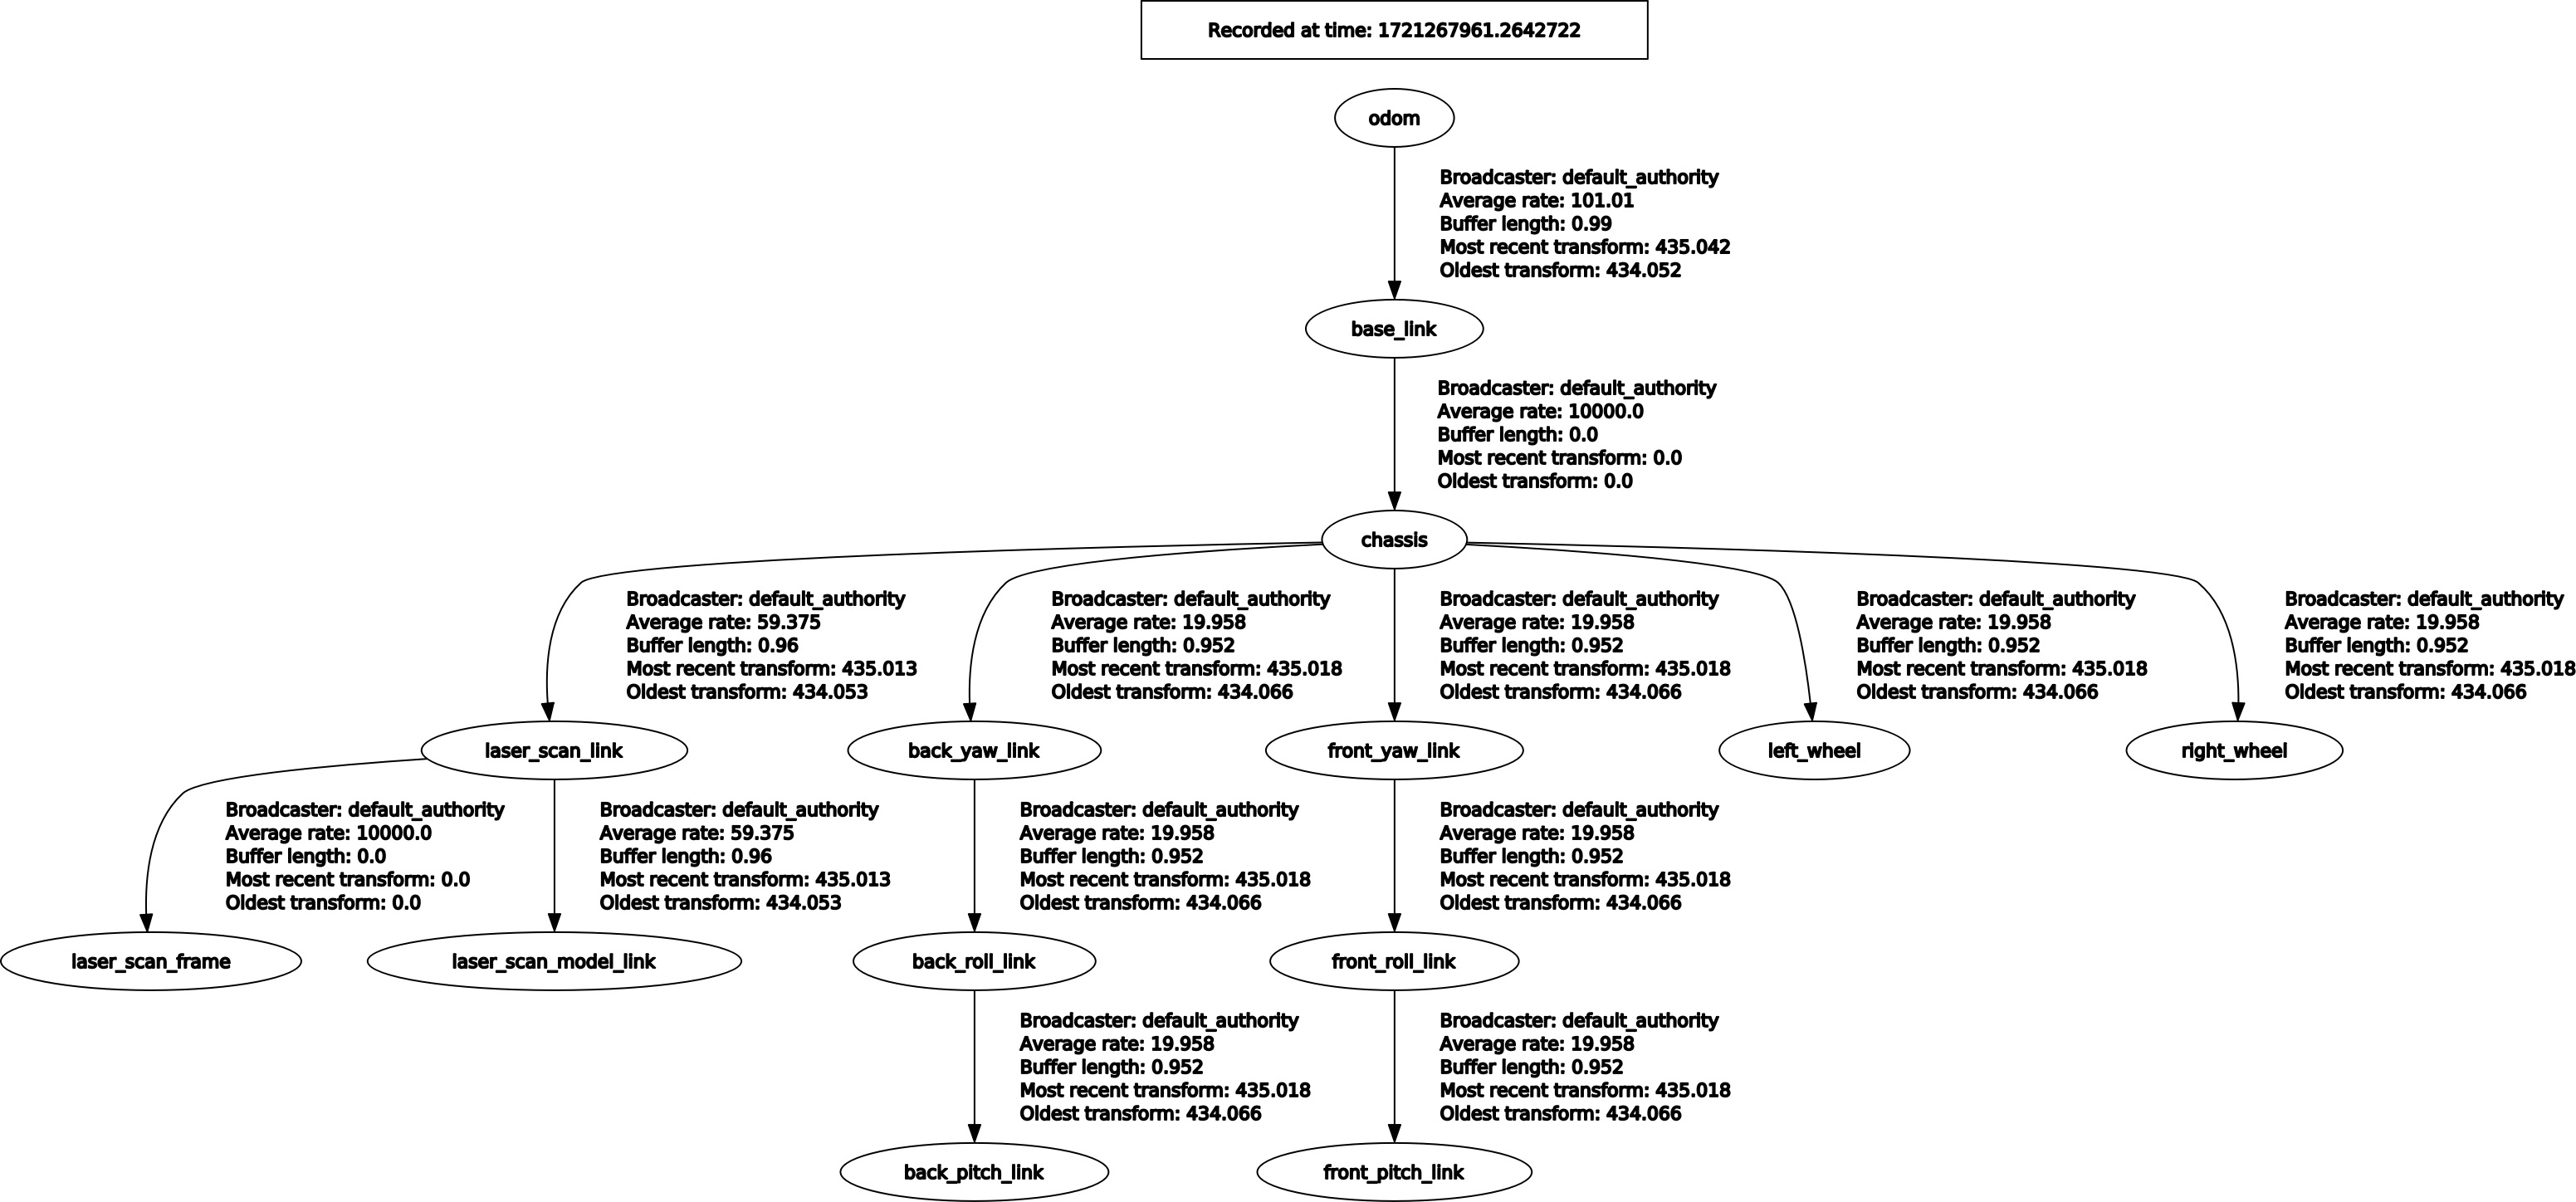 Recorded at time: 1721267961.2642722
odom
Broadcaster: default_authority
Average rate: 101.01
Buffer length: 0.99
Most recent transform: 435.042
Oldest transform: 434.052
base_link
Broadcaster: default_authority
Average rate: 10000.0
Buffer length: 0.0
Most recent transform: 0.0
Oldest transform: 0.0
chassis
Broadcaster: default_authority
Average rate: 59.375
Buffer length: 0.96
Most recent transform: 435.013
Oldest transform: 434.053
Broadcaster: default_authority
Average rate: 19.958
Buffer length: 0.952
Most recent transform: 435.018
Oldest transform: 434.066
Broadcaster: default_authority
Average rate: 19.958
Buffer length: 0.952
Most recent transform: 435.018
Oldest transform: 434.066
Broadcaster: default_authority
Average rate: 19.958
Buffer length: 0.952
Most recent transform: 435.018
Oldest transform: 434.066
Broadcaster: default_authority
Average rate: 19.958
Buffer length: 0.952
Most recent transform: 435.018
Oldest transform: 434.066
laser_scan_link
back_yaw_link
front_yaw_link
left_wheel
right_wheel
Broadcaster: default_authority
Average rate: 10000.0
Buffer length: 0.0
Most recent transform: 0.0
Oldest transform: 0.0
Broadcaster: default_authority
Average rate: 59.375
Buffer length: 0.96
Most recent transform: 435.013
Oldest transform: 434.053
Broadcaster: default_authority
Average rate: 19.958
Buffer length: 0.952
Most recent transform: 435.018
Oldest transform: 434.066
Broadcaster: default_authority
Average rate: 19.958
Buffer length: 0.952
Most recent transform: 435.018
Oldest transform: 434.066
laser_scan_frame
laser_scan_model_link
back_roll_link
front_roll_link
Broadcaster: default_authority
Average rate: 19.958
Buffer length: 0.952
Most recent transform: 435.018
Oldest transform: 434.066
Broadcaster: default_authority
Average rate: 19.958
Buffer length: 0.952
Most recent transform: 435.018
Oldest transform: 434.066
back_pitch_link
front_pitch_link